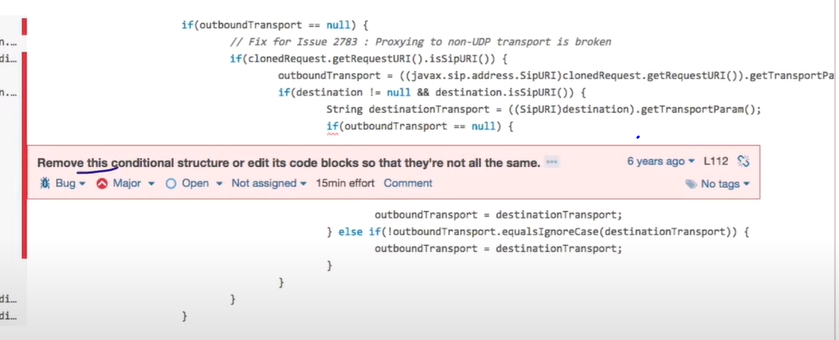 if(outboundTransport == null) {
n...
// Fix for Issue 2783 : Proxying to non-UDP transport is broken
di...
if(clonedRequest.getRequestURI().isSipURI()) {
outboundTransport = ((javax.sip.address.SipURI)clonedRequest.getRequestURI()).getTransportPa
n...
if(destination != null && destination.isSipURI()) {
String destinationTransport = ((SipURI)destination).getTransportParam();
if(outboundTransport == null) {
Remove this conditional structure or edit its code blocks so that they're not all the same. ••• 6 years ago L112
Bug Major Open Not assigned 15min effort Comment No tags
outboundTransport = destinationTransport;
} else if(!outboundTransport.equalsIgnoreCase(destinationTransport)) {
outboundTransport = destinationTransport;
}
}
di...
}
di...
}